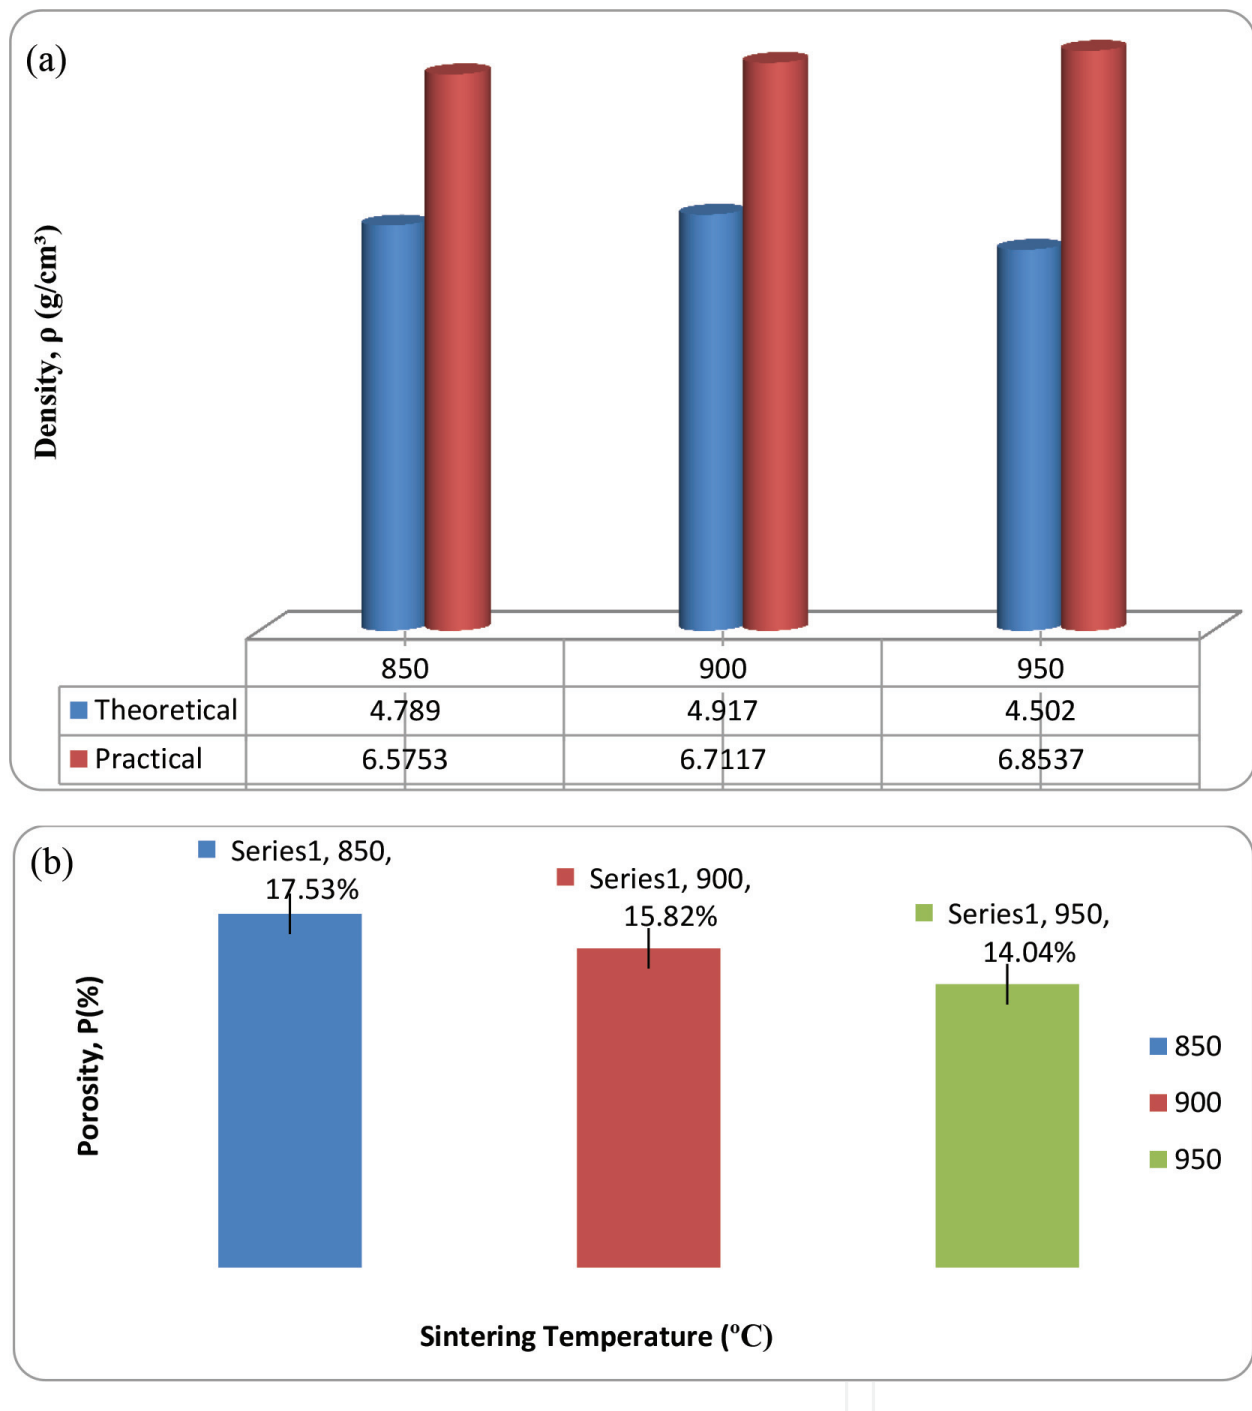 (a)
Density, ρ (g/cm³)
850 900 950
Theoretical 4.789 4.917 4.502
Practical 6.5753 6.7117 6.8537
(b)
Series1, 850,
17.53%
Series1, 900,
15.82%
Series1, 950,
14.04%
Porosity, P(%)
850
900
950
Sintering Temperature (ºC)